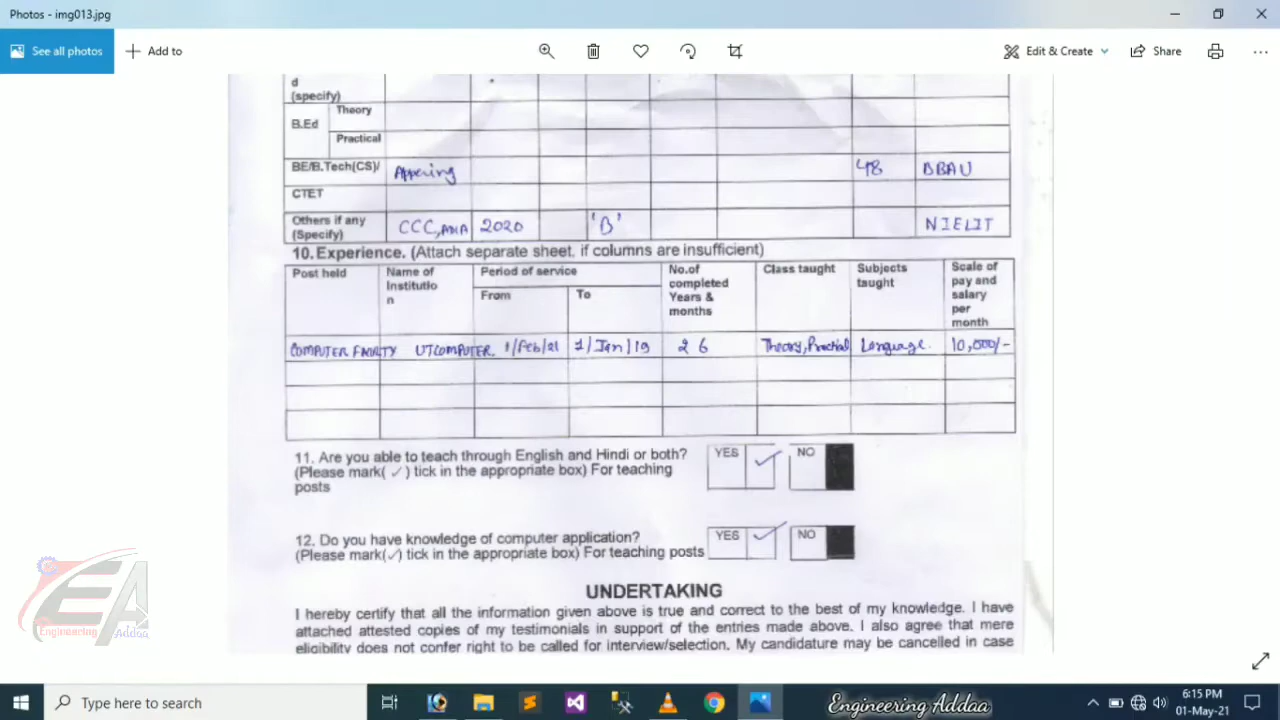 Photos - img013.jpg
See all photos
Add to
Edit & Create
Share
d
(specify)
B.Ed
Theory
Practical
BE/B.Tech(CS)/
Appering
48
BBAU
CTET
Others if any
(Specify)
CCC,
2020
'B'
NIELIT
10. Experience. (Attach separate sheet, if columns are insufficient)
Post held
Name of
Institutio
n
Period of service
From
To
No.of
completed
Years &
months
Class taught
Subjects
taught
Scale of
pay and
salary
per
month
COMPUTER
UTCOMPUTER.
1/Feb/21
1/Jan/19
2 6
Theory, Practial
Language.
10,000/-
11. Are you able to teach through English and Hindi or both?
(Please mark( ✓ ) tick in the appropriate box) For teaching
posts
YES
NO
12. Do you have knowledge of computer application?
(Please mark(✓) tick in the appropriate box) For teaching posts
YES
NO
UNDERTAKING
I hereby certify that all the information given above is true and correct to the best of my knowledge. I have
attached attested copies of my testimonials in support of the entries made above. I also agree that mere
eligibility does not confer right to be called for interview/selection. My candidature may be cancelled in case
EA
Engineering
Addaa
Type here to search
Engineering Addaa
6:15 PM
01-May-21